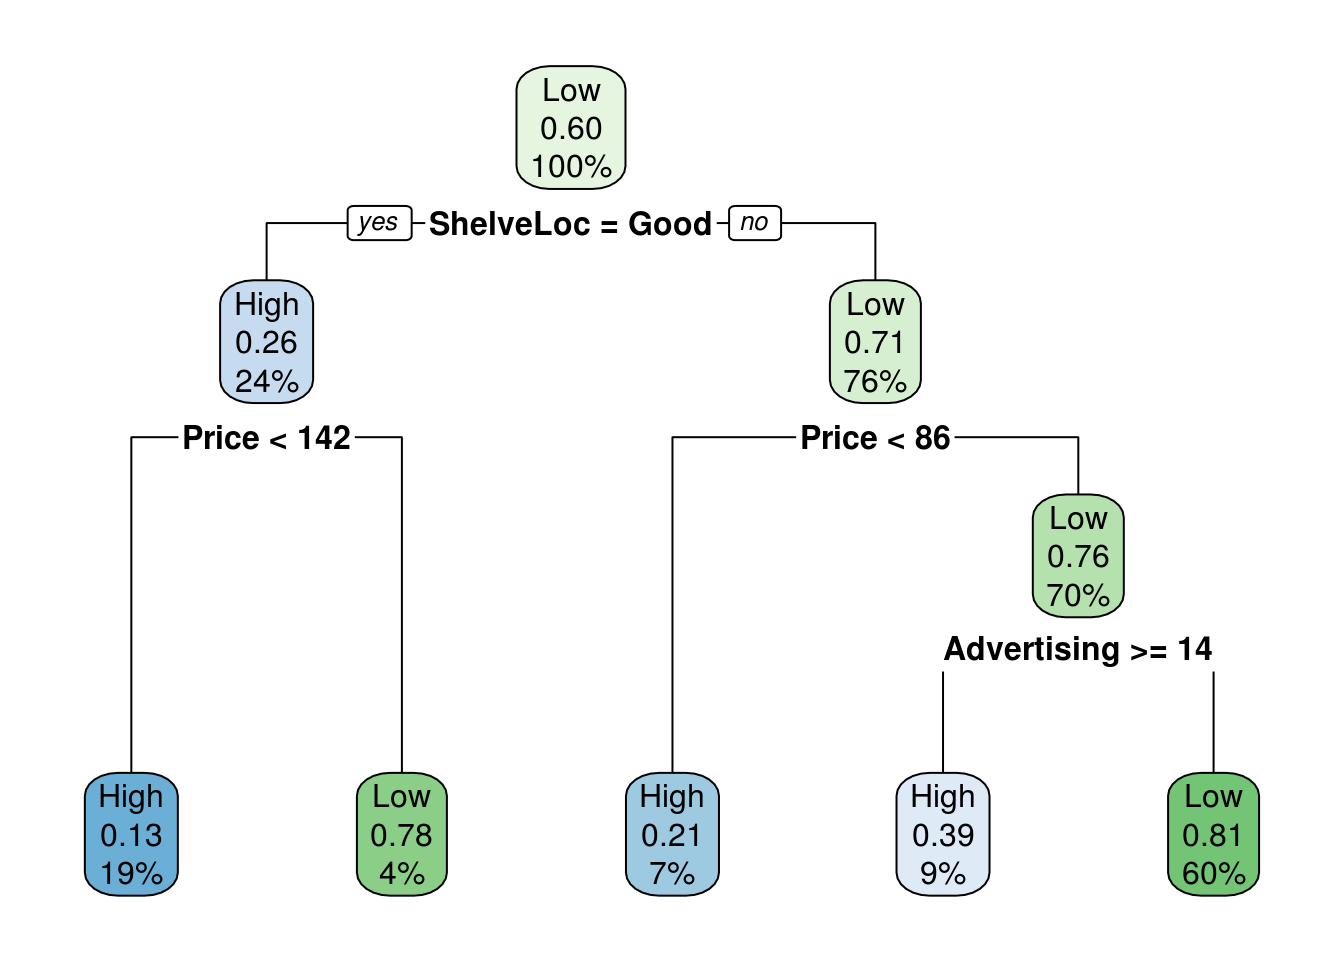 Low
0.60
100%
yes ShelveLoc = Good no
High
0.26
24%
Low
0.71
76%
Price < 142
Price < 86
Low
0.76
70%
Advertising >= 14
High
0.13
19%
Low
0.78
4%
High
0.21
7%
High
0.39
9%
Low
0.81
60%